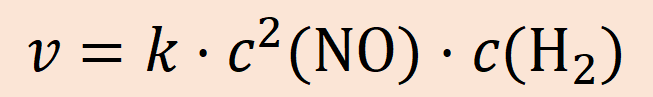 v = k · c²(NO) · c(H₂)